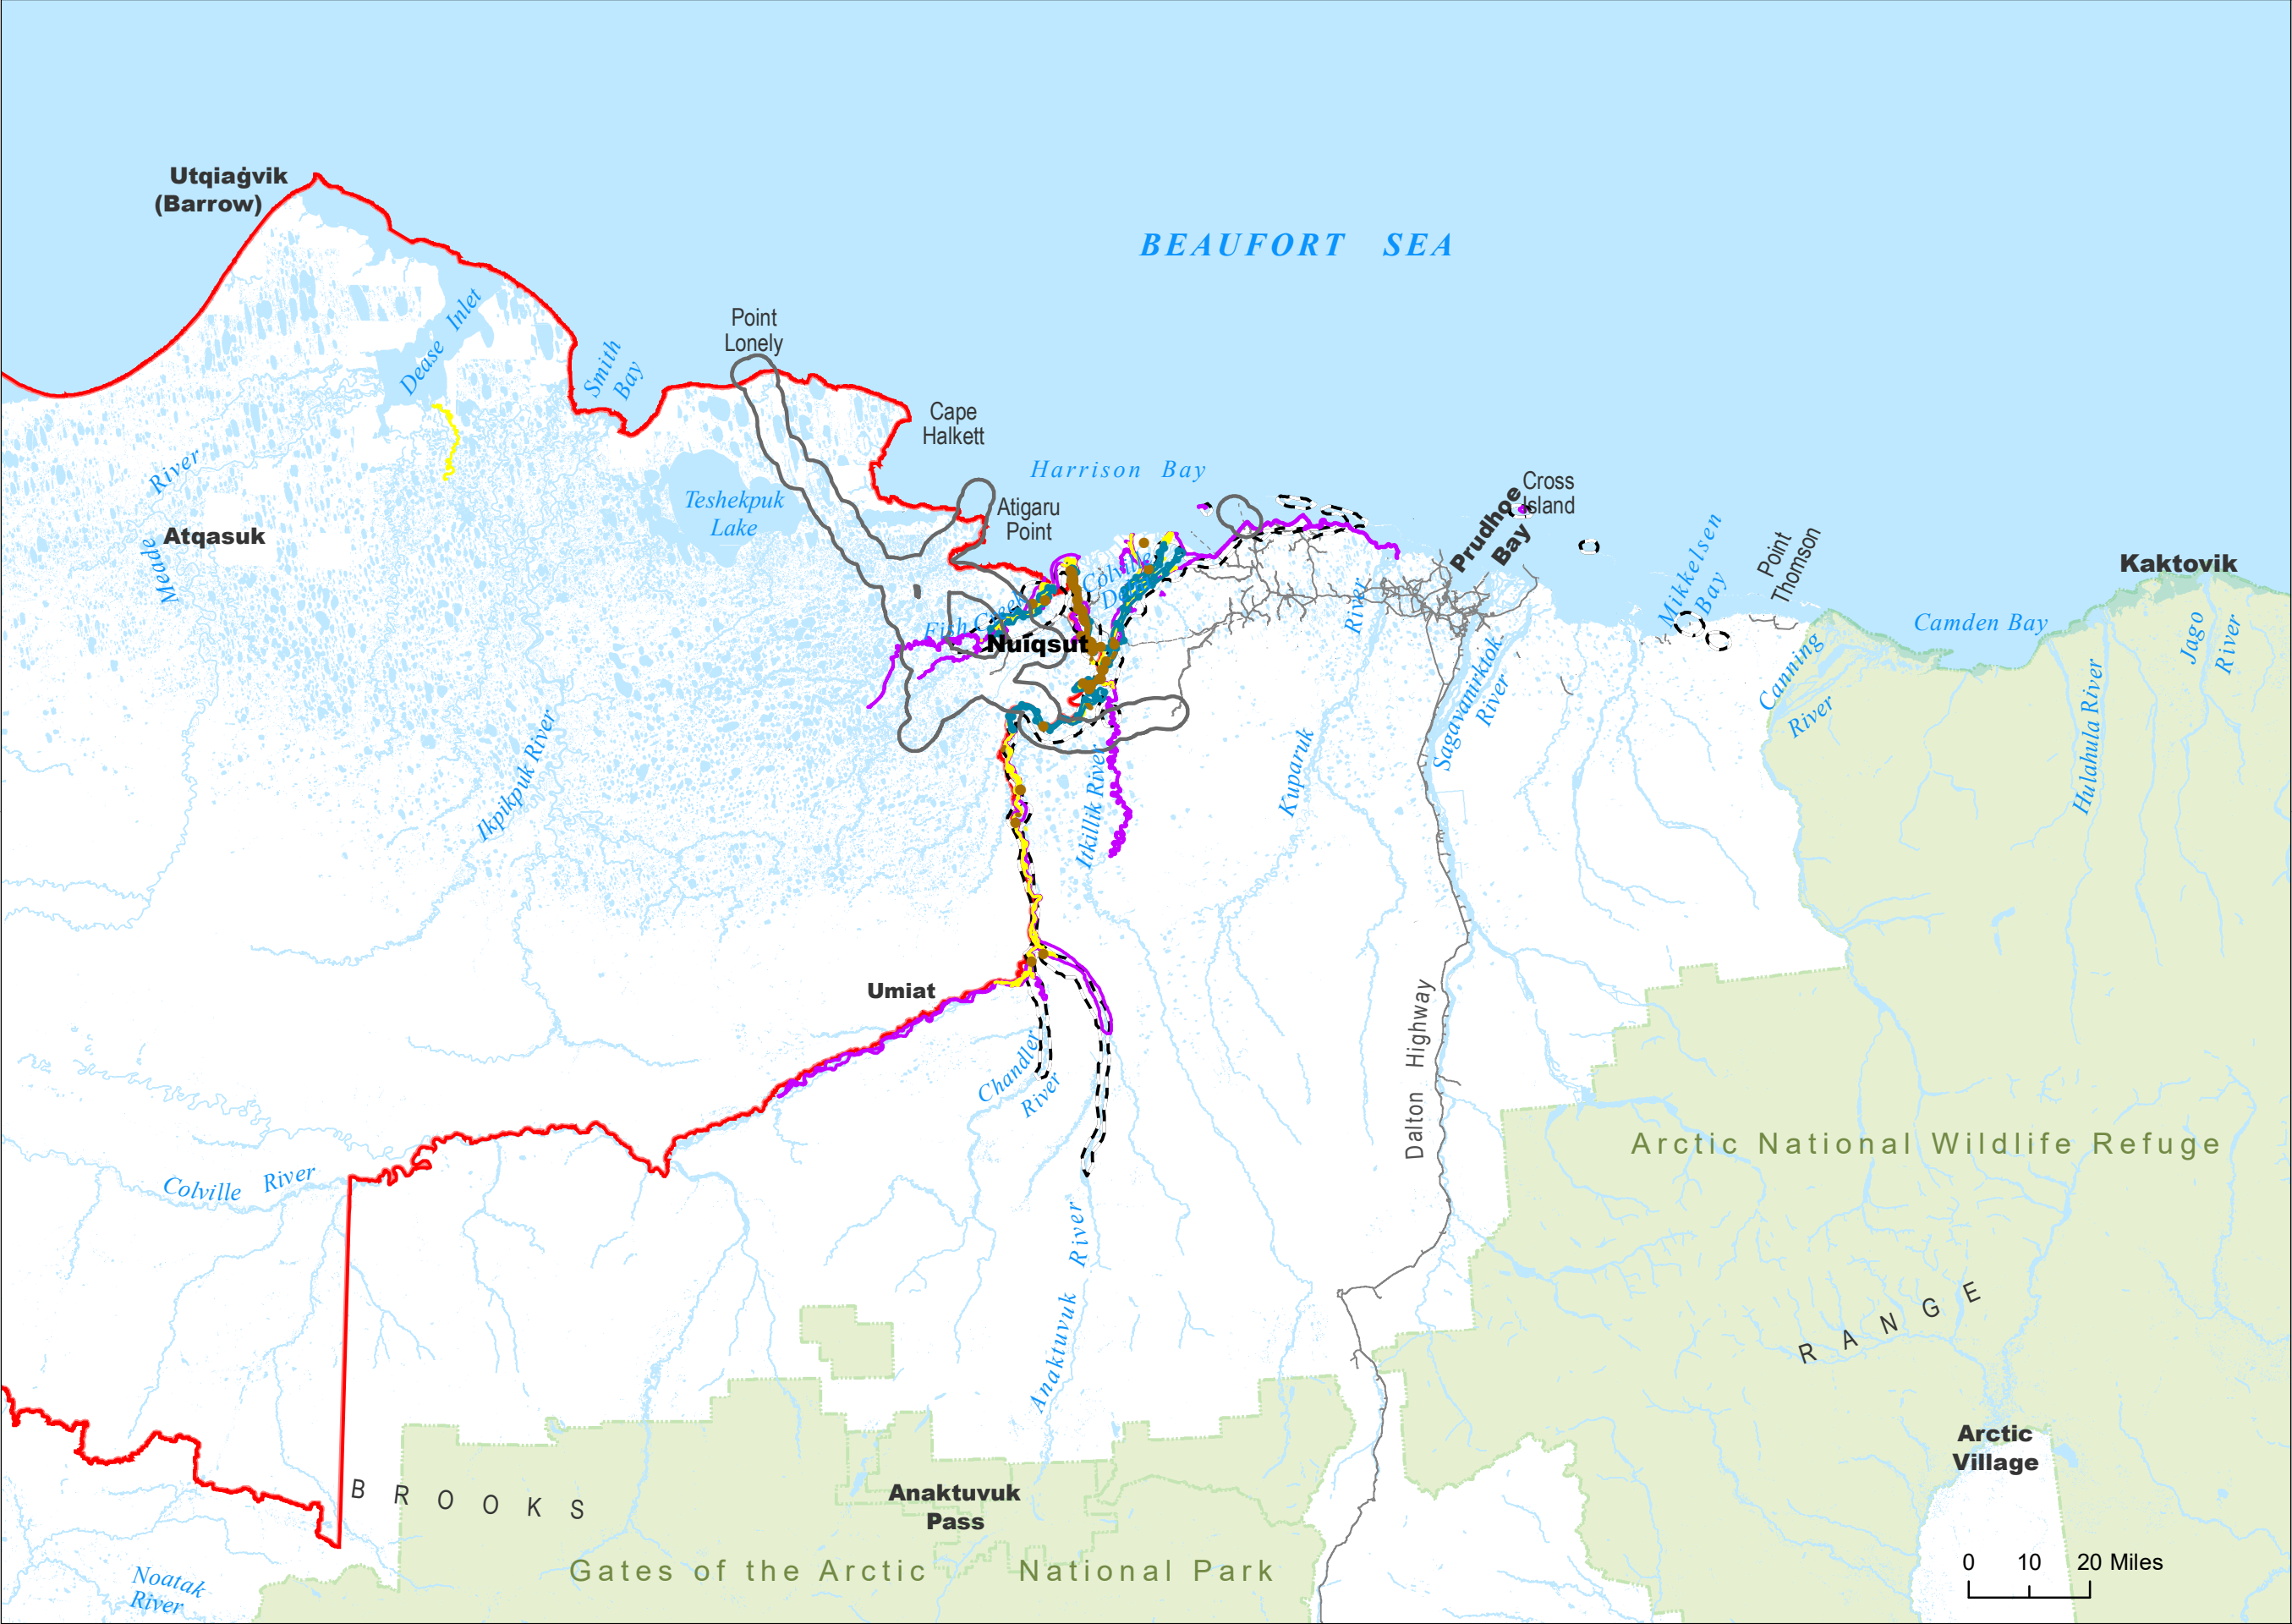 Utqiaġvik
(Barrow)
BEAUFORT SEA
Dease Inlet
Smith
Bay
Point
Lonely
Cape
Halkett
Harrison Bay
Teshekpuk
Lake
Atigaru
Point
Cross
Island
Prudhoe
Bay
Mikkelsen
Bay
Point
Thomson
Kaktovik
Camden Bay
Meade River
Atqasuk
Colville
Delta
Fish Creek
Nuiqsut
Kuparuk River
Sagavanirktok
River
Canning
River
Hulahula River
Jago
River
Ikpikpuk River
Itkillik River
Umiat
Chandler
River
Dalton Highway
Arctic National Wildlife Refuge
Colville River
Anaktuvuk River
BROOKS
RANGE
Anaktuvuk
Pass
Arctic
Village
Gates of the Arctic National Park
Noatak
River
0 10 20 Miles